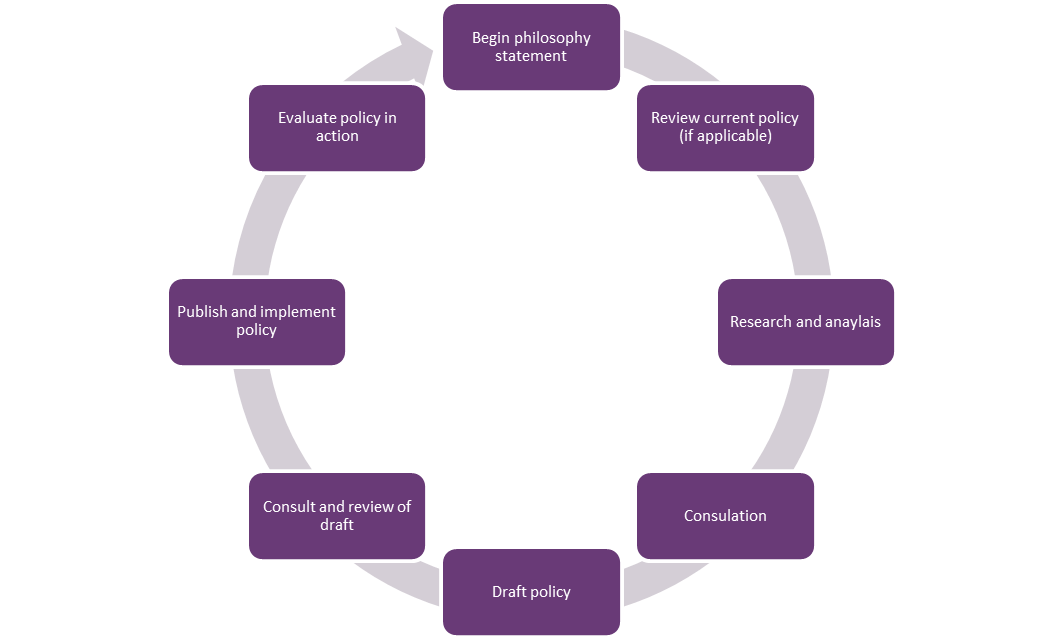 Begin philosophy
statement
Review current policy
(if applicable)
Research and anaylais
Consulation
Draft policy
Consult and review of
draft
Publish and implement
policy
Evaluate policy in
action